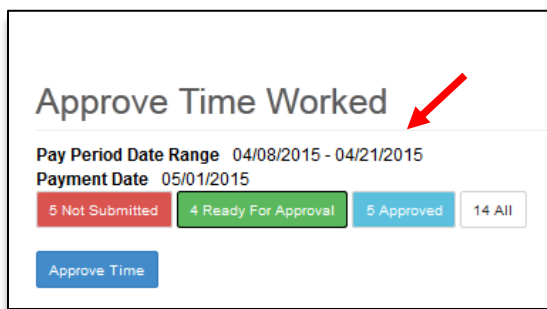 Approve Time Worked
Pay Period Date Range 04/08/2015 - 04/21/2015
Payment Date 05/01/2015
5 Not Submitted 4 Ready For Approval 5 Approved 14 All
Approve Time